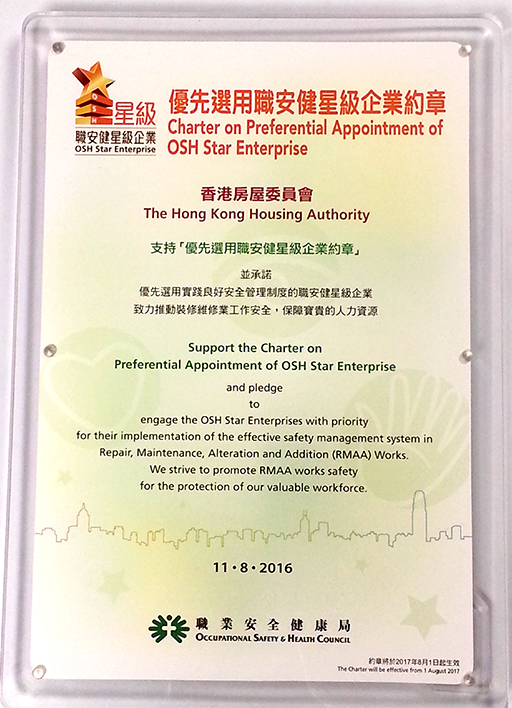 星級
職安健星級企業
OSH Star Enterprise
優先選用職安健星級企業約章
Charter on Preferential Appointment of
OSH Star Enterprise
香港房屋委員會
The Hong Kong Housing Authority
支持「優先選用職安健星級企業約章」
並承諾
優先選用實踐良好安全管理制度的職安健星級企業
致力推動裝修維修業工作安全，保障寶貴的人力資源
Support the Charter on
Preferential Appointment of OSH Star Enterprise
and pledge
to
engage the OSH Star Enterprises with priority
for their implementation of the effective safety management system in
Repair, Maintenance, Alteration and Addition (RMAA) Works.
We strive to promote RMAA works safety
for the protection of our valuable workforce.
11•8•2016
職業安全健康局
OCCUPATIONAL SAFETY & HEALTH COUNCIL
約章將於2017年8月1日起生效
The Charter will be effective from 1 August 2017